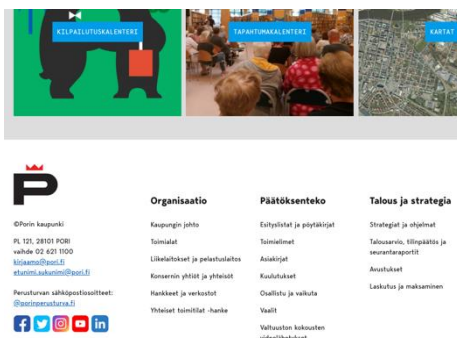 KILPAILUTUSKALENTERI
TAPAHTUMAKALENTERI
KARTAT
P
©Porin kaupunki
PL 121, 28101 PORI
vaihde 02 621 1100
kirjaamo@pori.fi
etunimi.sukunimi@pori.fi
Perusturvan sähköpostiosoitteet:
@porinperusturva.fi
Organisaatio
Kaupungin johto
Toimialat
Liikelaitokset ja pelastuslaitos
Konsernin yhtiöt ja yhteisöt
Hankkeet ja verkostot
Yhteiset toimitilat -hanke
Päätöksenteko
Esityslistat ja pöytäkirjat
Toimielimet
Asiakirjat
Kuulutukset
Osallistu ja vaikuta
Vaalit
Valtuuston kokousten
videolähetykset
Talous ja strategia
Strategiat ja ohjelmat
Talousarvio, tilinpäätös ja
seurantaraportit
Avustukset
Laskutus ja maksaminen